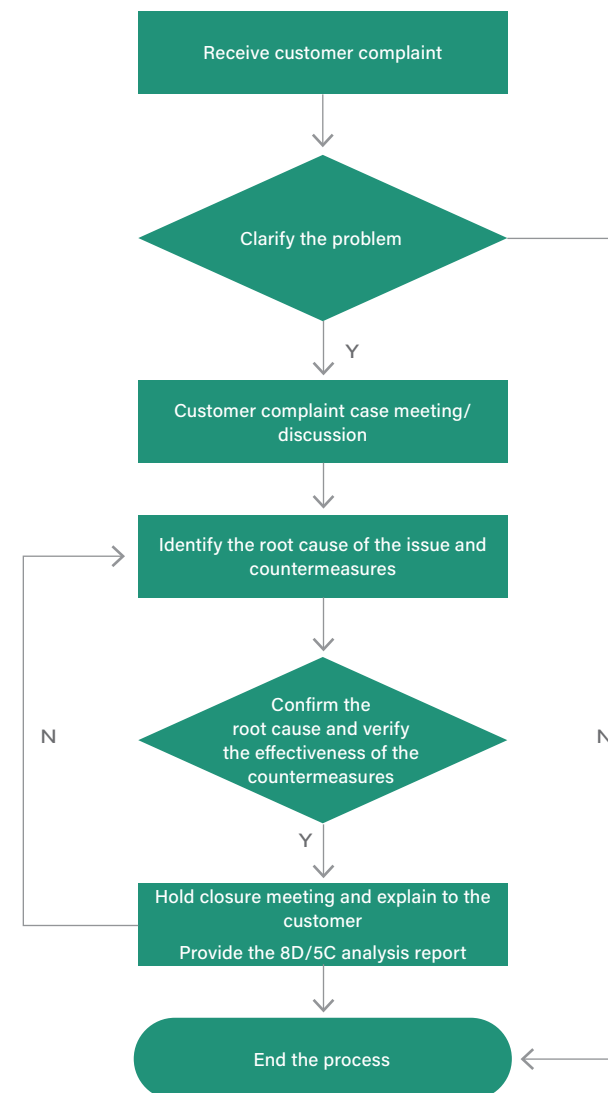 Receive customer complaint
Clarify the problem
Y
Customer complaint case meeting/
discussion
Identify the root cause of the issue and
countermeasures
Confirm the
root cause and verify
the effectiveness of the
countermeasures
N
N
Y
Hold closure meeting and explain to the
customer
Provide the 8D/5C analysis report
End the process